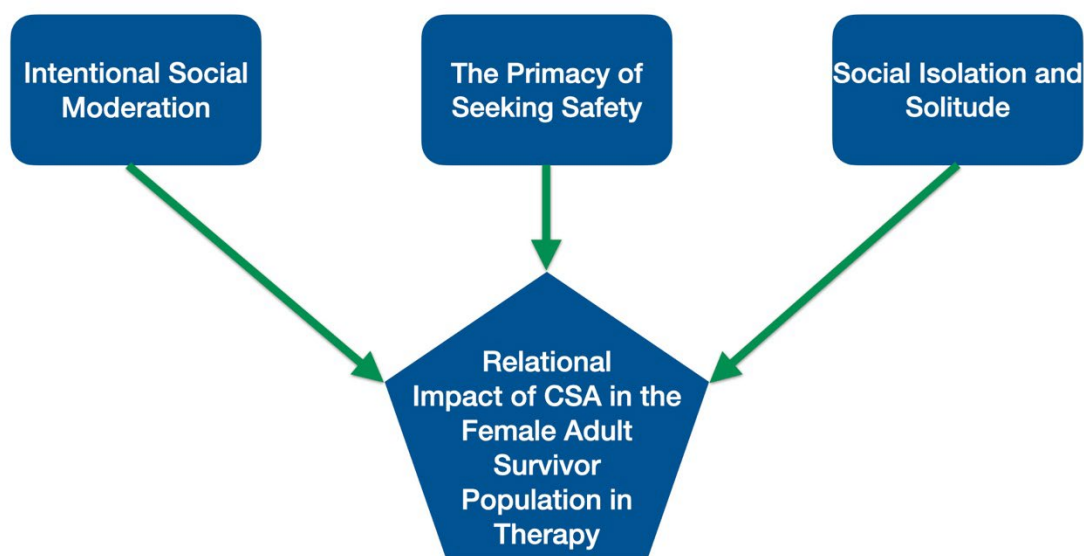 Intentional Social
Moderation
The Primacy of
Seeking Safety
Social Isolation and
Solitude
Relational
Impact of CSA in the
Female Adult
Survivor
Population in
Therapy